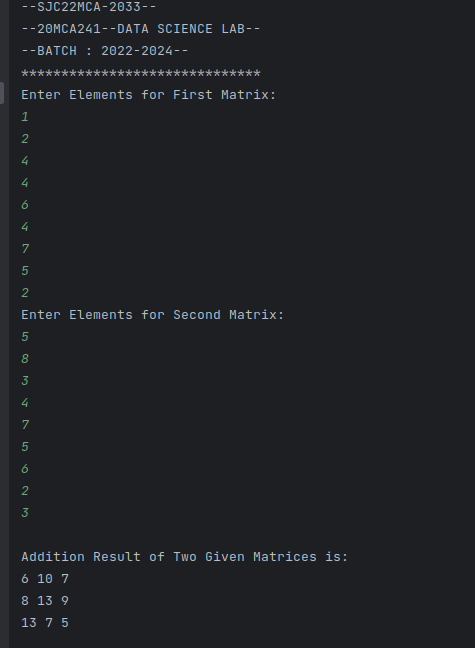 --SJC22MCA-2033--
--20MCA241--DATA SCIENCE LAB--
--BATCH : 2022-2024--
******************************
Enter Elements for First Matrix:
1
2
4
4
6
4
7
5
2
Enter Elements for Second Matrix:
5
8
3
4
7
5
6
2
3
Addition Result of Two Given Matrices is:
6 10 7
8 13 9
13 7 5